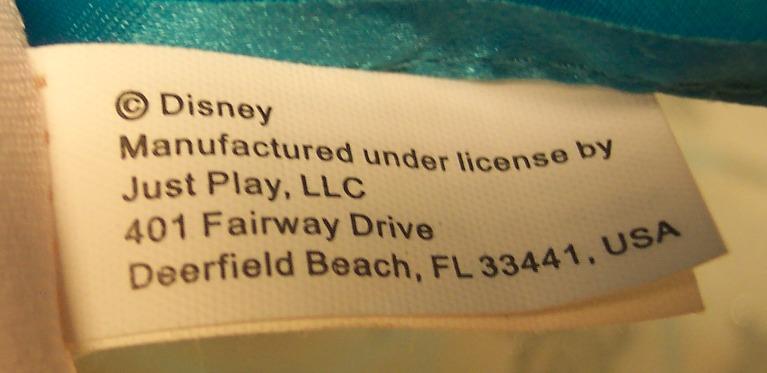 © Disney
Manufactured under license by
Just Play, LLC
401 Fairway Drive
Deerfield Beach, FL 33441, USA